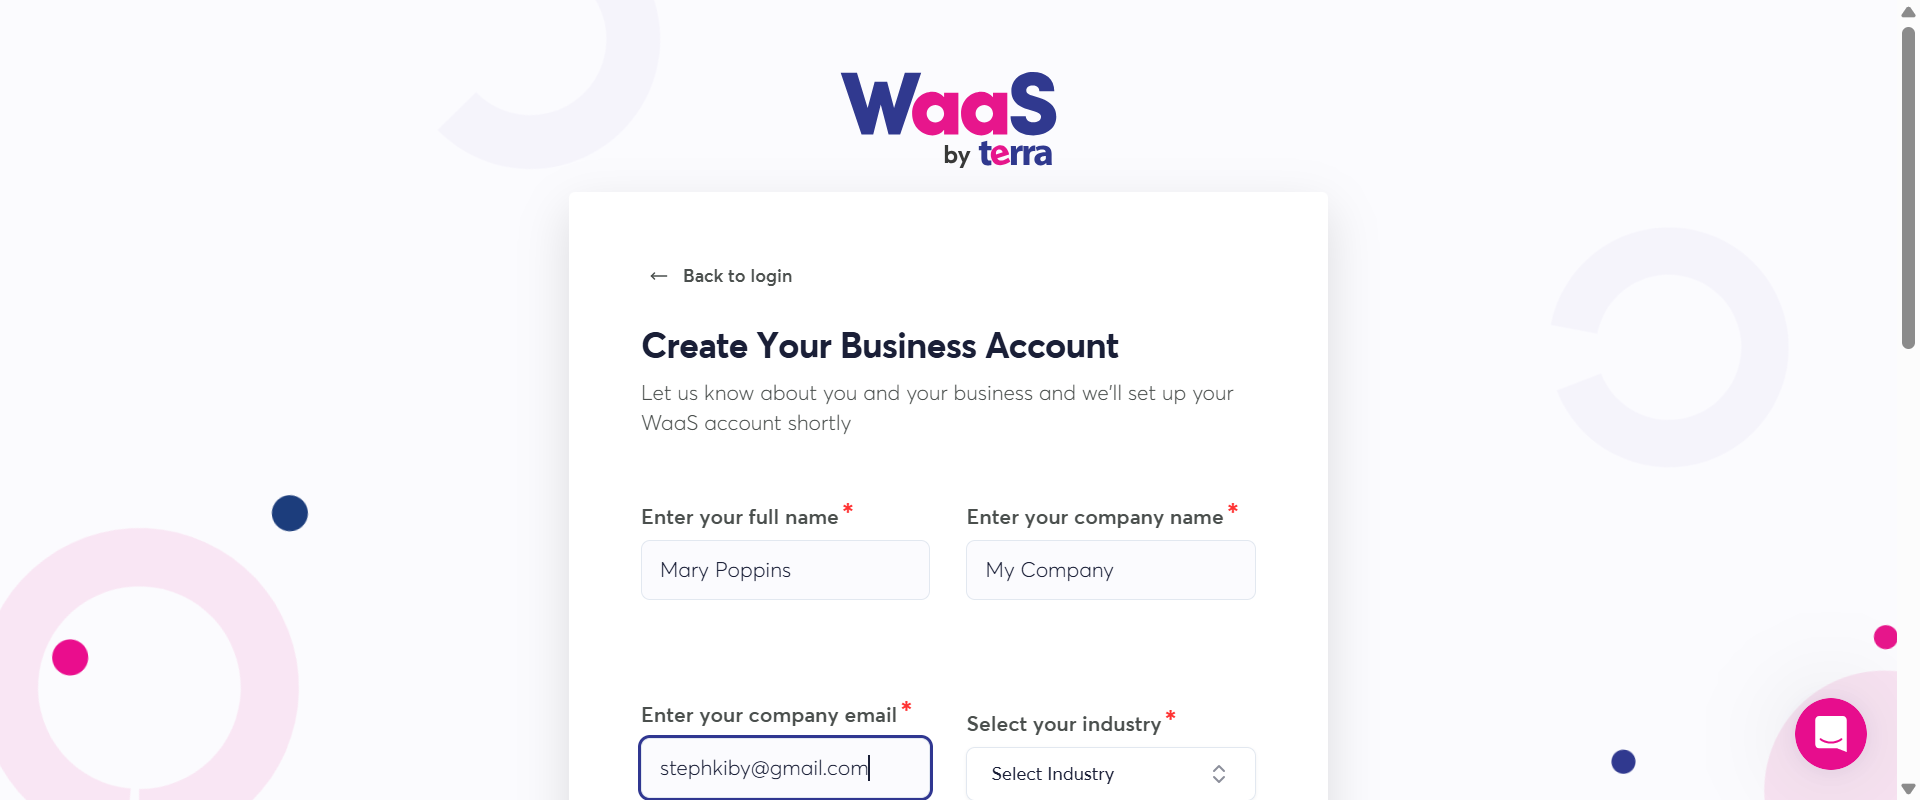 WaaS
by terra
← Back to login
Create Your Business Account
Let us know about you and your business and we'll set up your
WaaS account shortly
Enter your full name *
Enter your company name *
Mary Poppins
My Company
Enter your company email *
Select your industry *
stephkiby@gmail.com
Select Industry